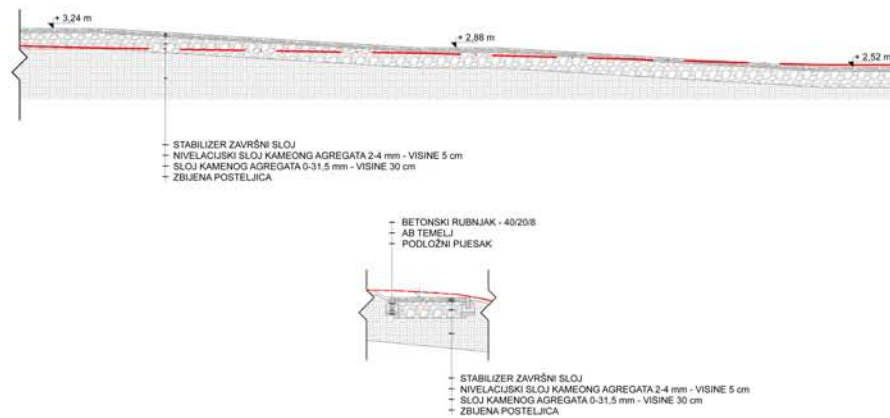 + 3,24 m
+ 2,88 m
+ 2,52 m
STABILIZER ZAVRŠNI SLOJ
NIVELACIJSKI SLOJ KAMEONG AGREGATA 2-4 mm - VISINE 5 cm
SLOJ KAMENOG AGREGATA 0-31,5 mm - VISINE 30 cm
ZBIJENA POSTELJICA
BETONSKI RUBNJAK - 40/20/8
AB TEMELJ
PODLOŽNI PIJESAK
STABILIZER ZAVRŠNI SLOJ
NIVELACIJSKI SLOJ KAMEONG AGREGATA 2-4 mm - VISINE 5 cm
SLOJ KAMENOG AGREGATA 0-31,5 mm - VISINE 30 cm
ZBIJENA POSTELJICA